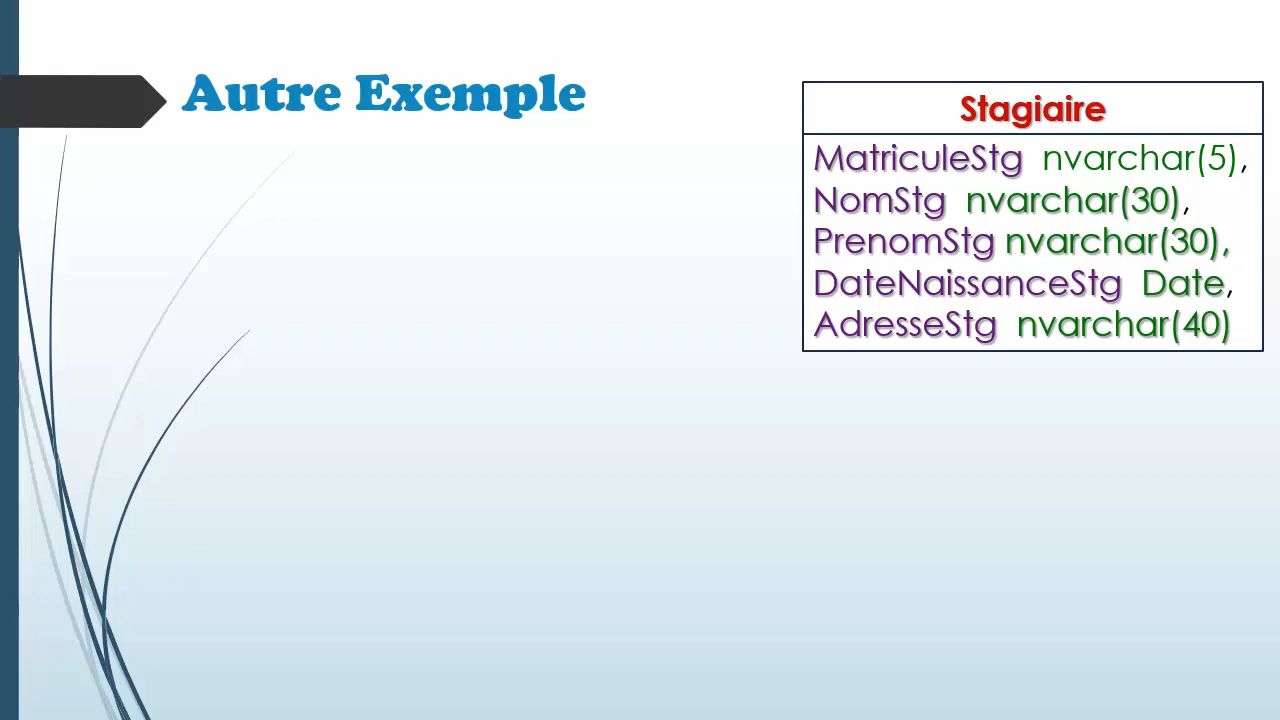 Autre Exemple
Stagiaire
MatriculeStg nvarchar(5),
NomStg nvarchar(30),
PrenomStg nvarchar(30),
DateNaissanceStg Date,
AdresseStg nvarchar(40)